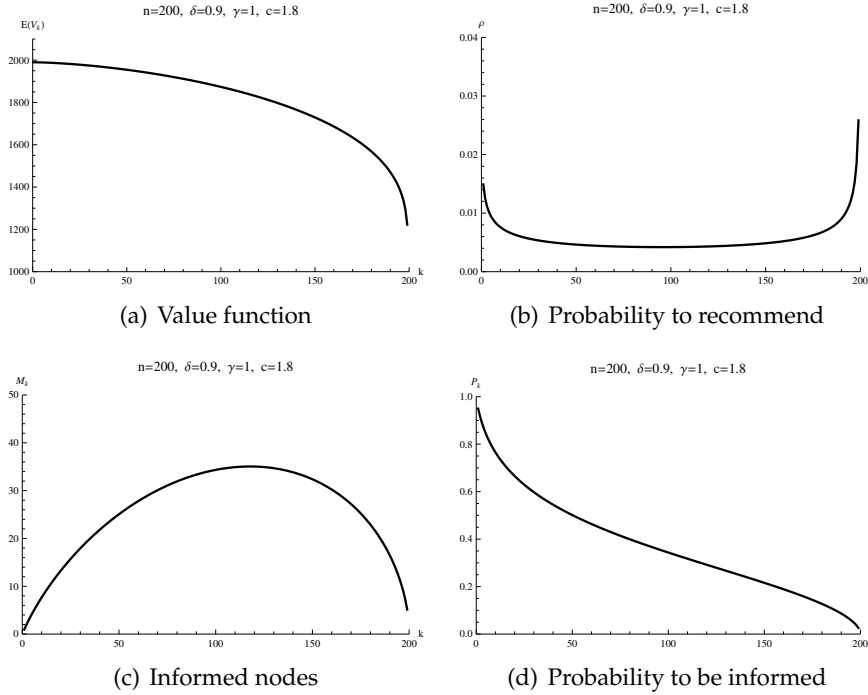 n=200, δ=0.9, γ=1, c=1.8
E(V_k)
2000
1800
1600
1400
1200
1000
0 50 100 150 200 k
(a) Value function
n=200, δ=0.9, γ=1, c=1.8
ρ
0.04
0.03
0.02
0.01
0.00
0 50 100 150 200 k
(b) Probability to recommend
n=200, δ=0.9, γ=1, c=1.8
M_k
50
40
30
20
10
0
0 50 100 150 200 k
(c) Informed nodes
n=200, δ=0.9, γ=1, c=1.8
P_k
1.0
0.8
0.6
0.4
0.2
0.0
0 50 100 150 200 k
(d) Probability to be informed